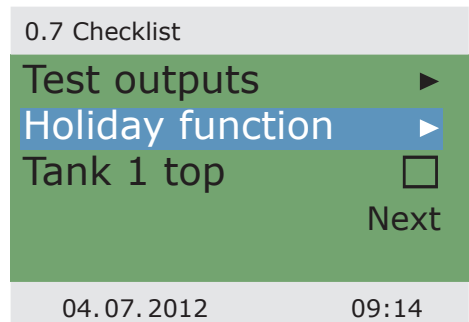 0.7 Checklist
Test outputs ▶
Holiday function ▶
Tank 1 top ☐
Next
04.07.2012 09:14